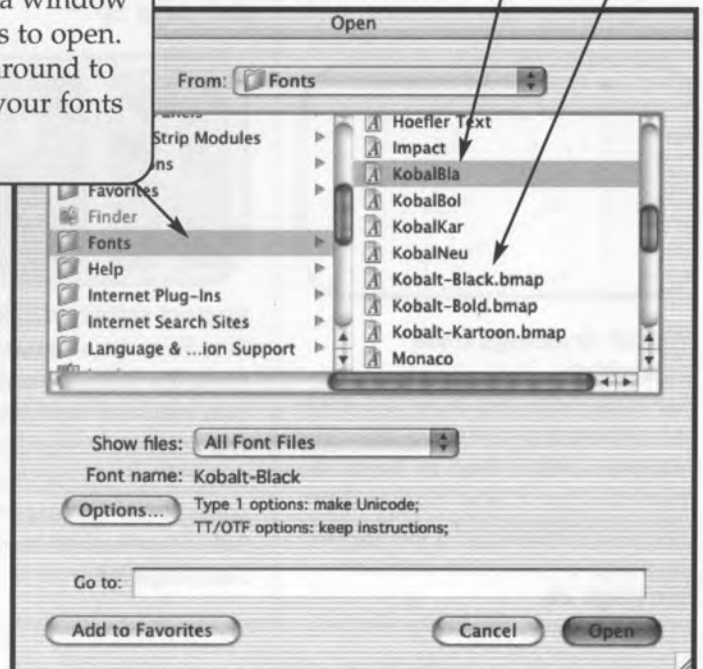 a window
s to open.
round to
your fonts
Open
From: Fonts
Strip Modules
ns
Favorites
Finder
Fonts
Help
Internet Plug-Ins
Internet Search Sites
Language & ...ion Support
Hoefler Text
Impact
KobalBla
KobalBol
KobalKar
KobalNeu
Kobalt-Black.bmap
Kobalt-Bold.bmap
Kobalt-Kartoon.bmap
Monaco
Show files: All Font Files
Font name: Kobalt-Black
Options... Type 1 options: make Unicode;
TT/OTF options: keep instructions;
Go to:
Add to Favorites Cancel Open